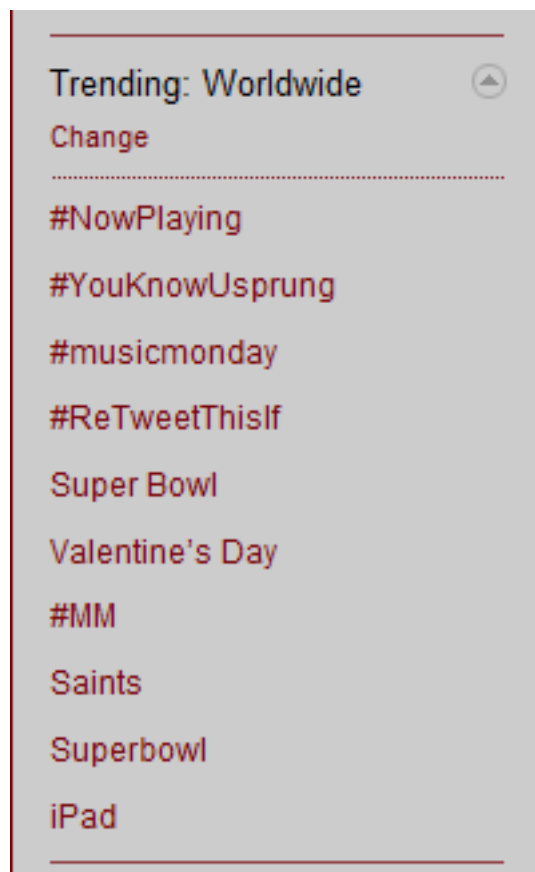 Trending: Worldwide
Change
#NowPlaying
#YouKnowUsprung
#musicmonday
#ReTweetThisIf
Super Bowl
Valentine's Day
#MM
Saints
Superbowl
iPad